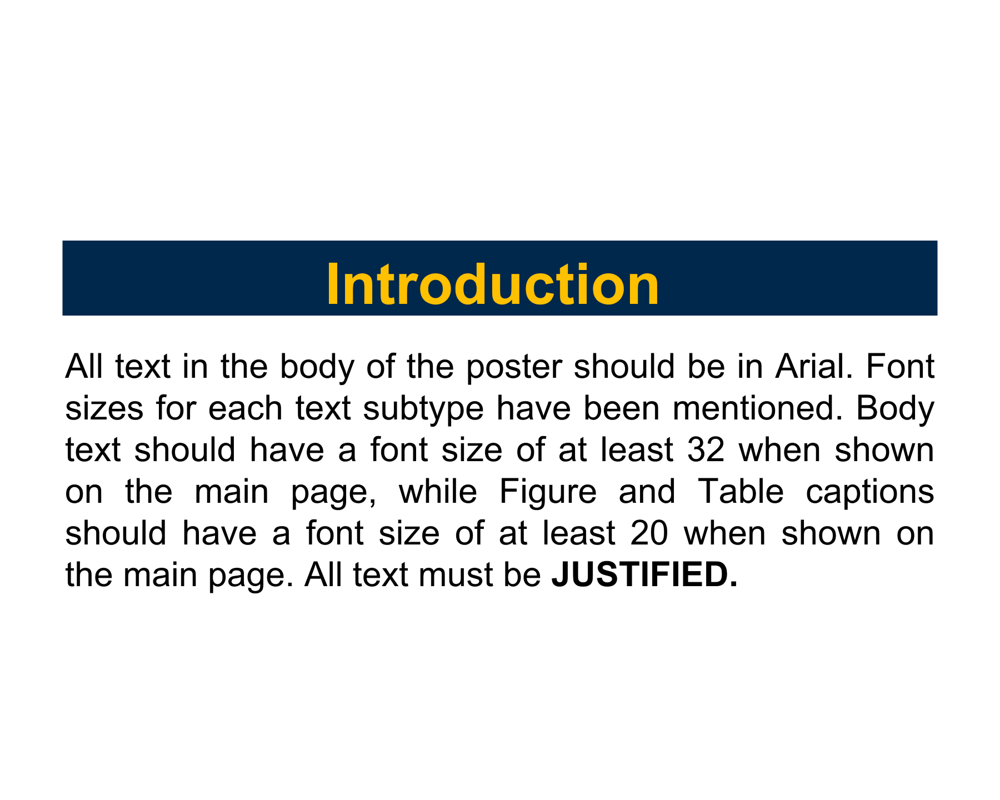 Introduction
All text in the body of the poster should be in Arial. Font
sizes for each text subtype have been mentioned. Body
text should have a font size of at least 32 when shown
on the main page, while Figure and Table captions
should have a font size of at least 20 when shown on
the main page. All text must be JUSTIFIED.